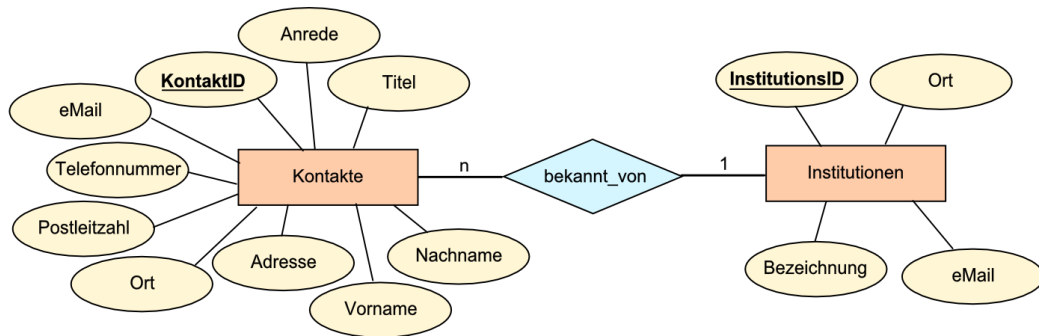 Anrede
KontaktID
Titel
InstitutionsID
Ort
eMail
Telefonnummer
Kontakte
n
bekannt_von
1
Institutionen
Postleitzahl
Ort
Adresse
Nachname
Vorname
Bezeichnung
eMail